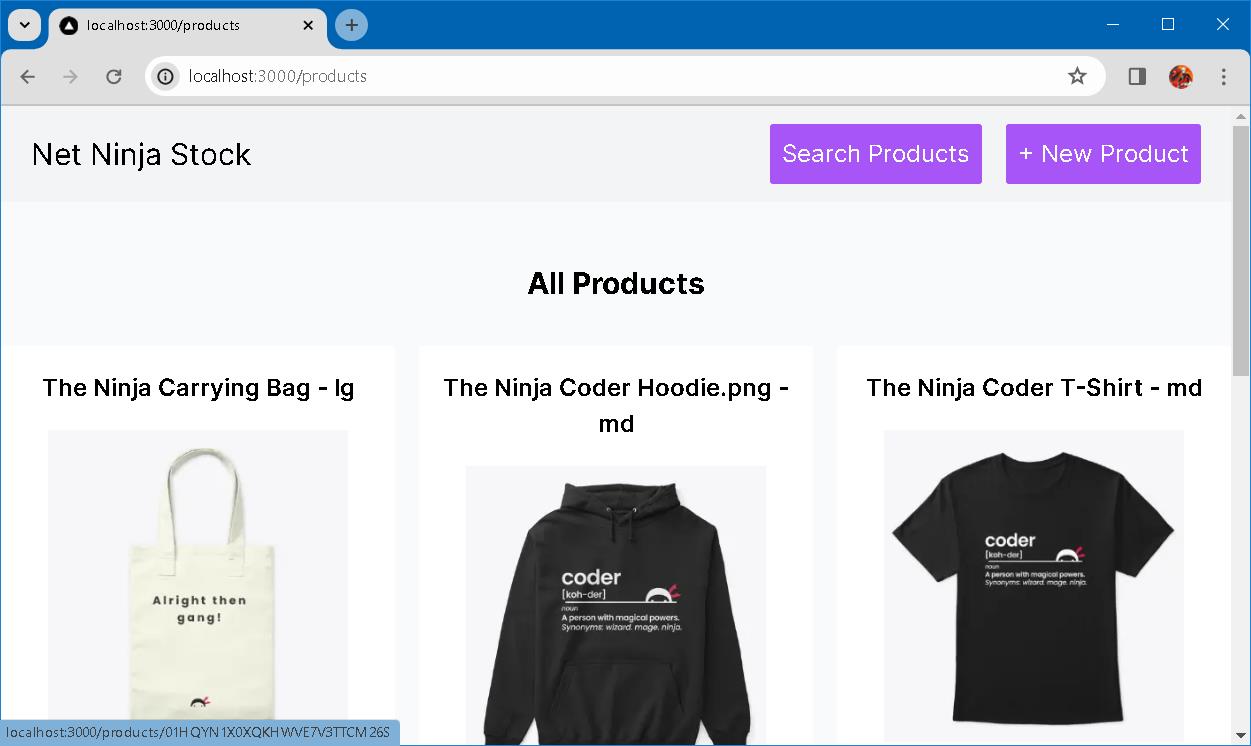 localhost:3000/products
localhost:3000/products
Net Ninja Stock
Search Products
+ New Product
All Products
The Ninja Carrying Bag - lg
The Ninja Coder Hoodie.png -
md
The Ninja Coder T-Shirt - md
Alright then
gang!
coder
[koh-der]
noun
A person with magical powers.
Synonyms: wizard, mage, ninja.
coder
[koh-der]
noun
A person with magical powers.
Synonyms: wizard, mage, ninja.
localhost:3000/products/01HQYN1X0XQKHWVE7V3TTCM26S